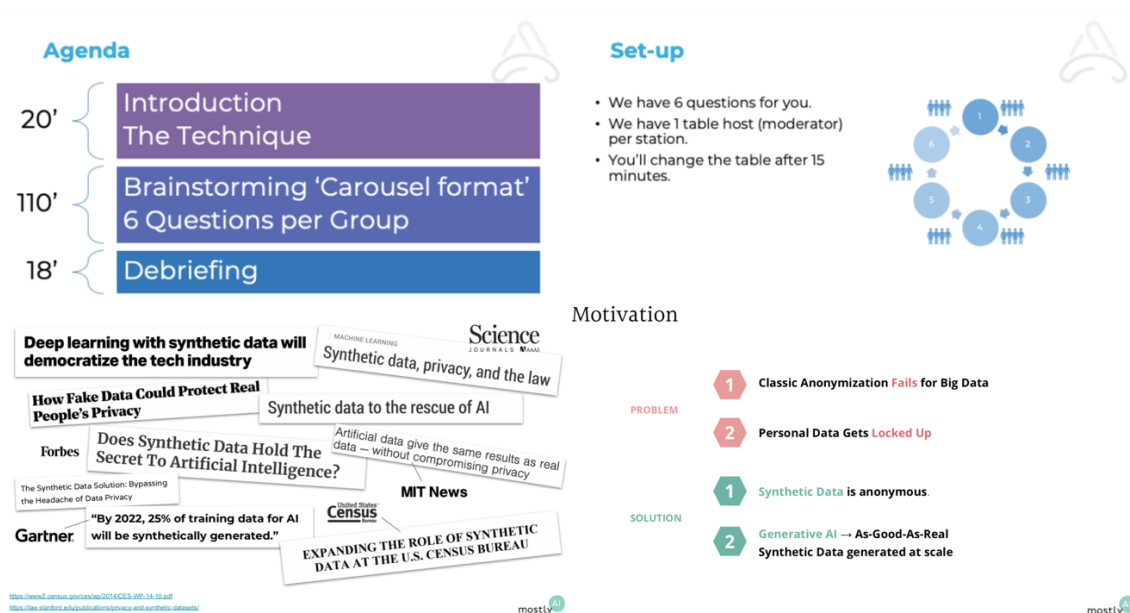 Agenda
20’
Introduction
The Technique
110’
Brainstorming ‘Carousel format’
6 Questions per Group
18’
Debriefing
Set-up
• We have 6 questions for you.
• We have 1 table host (moderator)
per station.
• You’ll change the table after 15
minutes.
1
2
3
4
5
6
Deep learning with synthetic data will
democratize the tech industry
MACHINE LEARNING
Synthetic data, privacy, and the law
Science
JOURNALS AAAS
How Fake Data Could Protect Real
People’s Privacy
Synthetic data to the rescue of AI
Forbes
Does Synthetic Data Hold The
Secret To Artificial Intelligence?
Artificial data give the same results as real
data — without compromising privacy
MIT News
The Synthetic Data Solution: Bypassing
the Headache of Data Privacy
Gartner
“By 2022, 25% of training data for AI
will be synthetically generated.”
United States
Census
Bureau
EXPANDING THE ROLE OF SYNTHETIC
DATA AT THE U.S. CENSUS BUREAU
https://www2.census.gov/ces/wp/2014/CES-WP-14-10.pdf
https://law.stanford.edu/publications/privacy-and-synthetic-datasets/
mostly AI
Motivation
PROBLEM
1 Classic Anonymization Fails for Big Data
2 Personal Data Gets Locked Up
SOLUTION
1 Synthetic Data is anonymous.
2 Generative AI → As-Good-As-Real
Synthetic Data generated at scale
mostly A